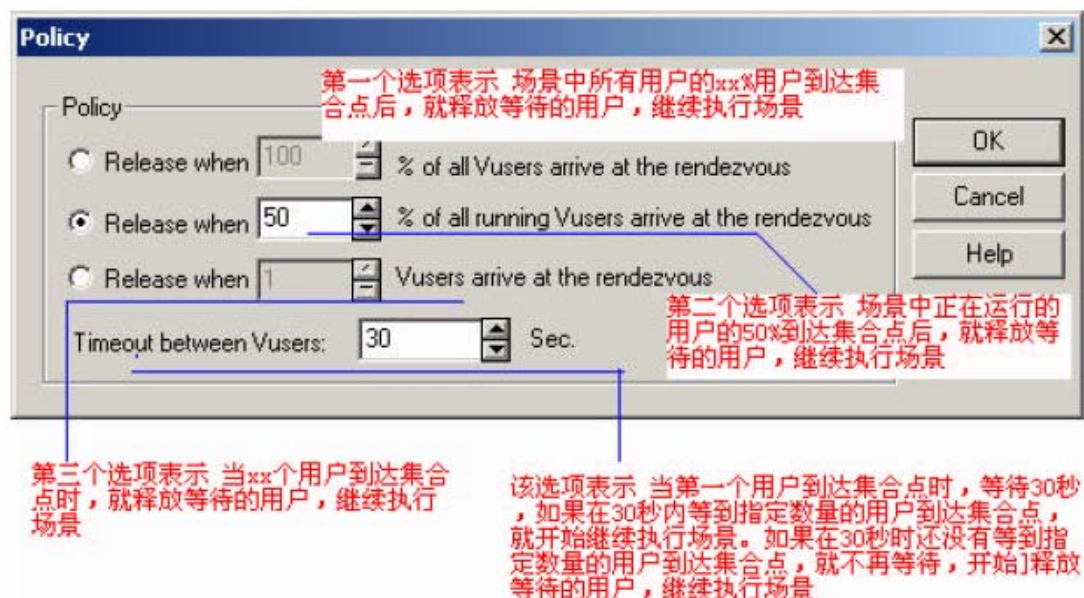 Policy
第一个选项表示 场景中所有用户的xx%用户到达集
合点后，就释放等待的用户，继续执行场景
Policy
Release when 100 % of all Vusers arrive at the rendezvous
Release when 50 % of all running Vusers arrive at the rendezvous
Release when 1 Vusers arrive at the rendezvous
Timeout between Vusers: 30 Sec.
OK
Cancel
Help
第二个选项表示 场景中正在运行的
用户的50%到达集合点后，就释放等
待的用户，继续执行场景
第三个选项表示 当xx个用户到达集合
点时，就释放等待的用户，继续执行
场景
该选项表示 当第一个用户到达集合点时，等待30秒
，如果在30秒内等到指定数量的用户到达集合点，
就开始继续执行场景。如果在30秒时还没有等到指
定数量的用户到达集合点，就不再等待，开始]释放
等待的用户，继续执行场景